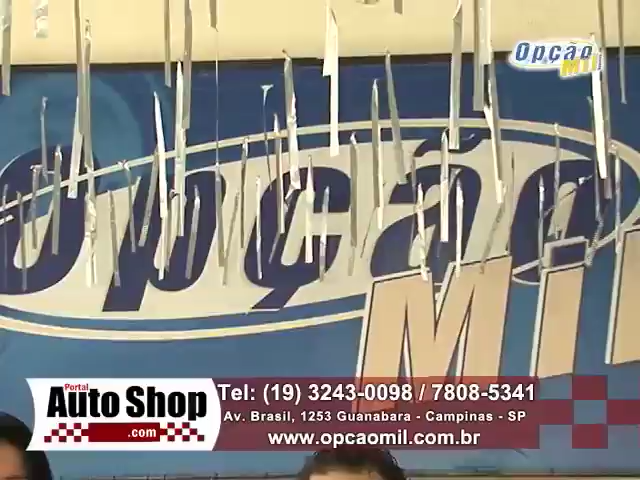 Opção
Mil
Opção
Mil
Portal
Auto Shop
.com
Tel: (19) 3243-0098 / 7808-5341
Av. Brasil, 1253 Guanabara - Campinas - SP
www.opcaomil.com.br